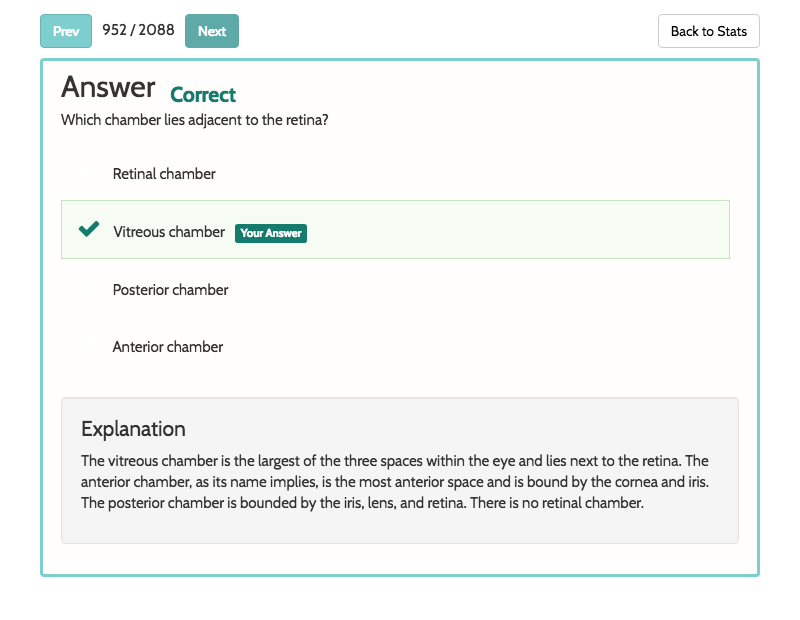 Prev 952 / 2088 Next Back to Stats
Answer Correct
Which chamber lies adjacent to the retina?
Retinal chamber
Vitreous chamber Your Answer
Posterior chamber
Anterior chamber
Explanation
The vitreous chamber is the largest of the three spaces within the eye and lies next to the retina. The
anterior chamber, as its name implies, is the most anterior space and is bound by the cornea and iris.
The posterior chamber is bounded by the iris, lens, and retina. There is no retinal chamber.